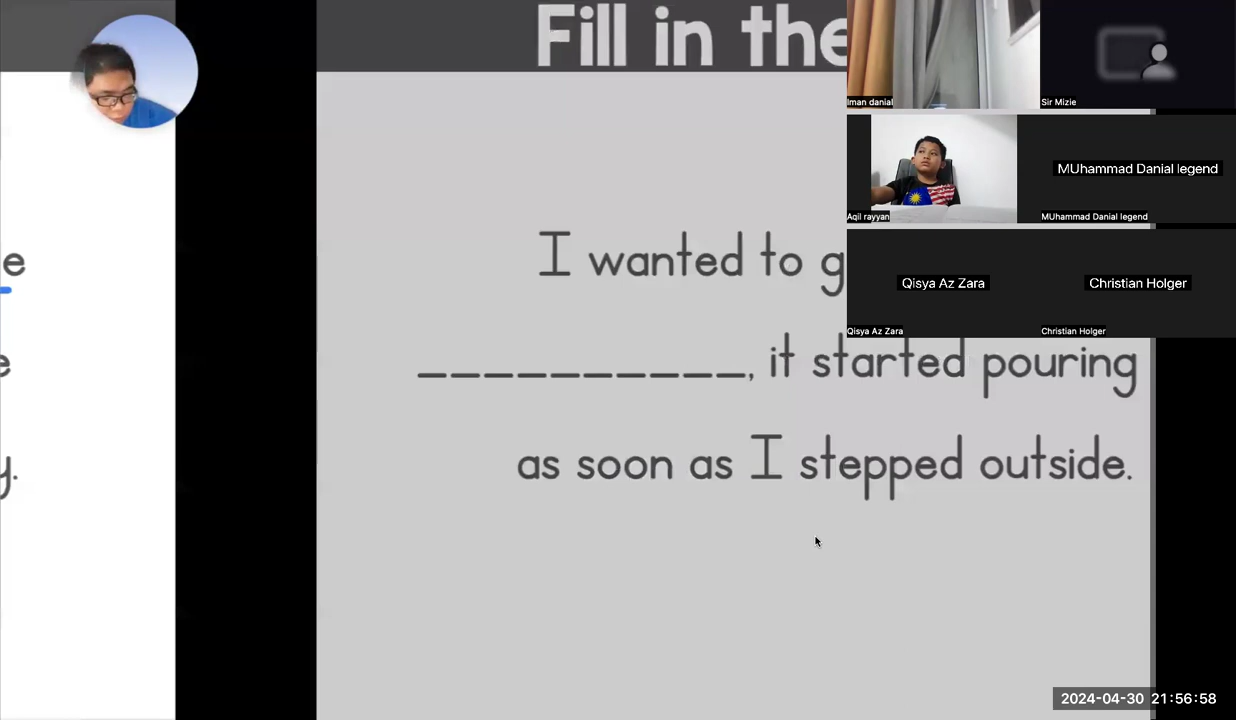 Fill in the
I wanted to g
__________, it started pouring
as soon as I stepped outside.
e
e
y.
Iman danial
Sir Mizie
Aqil rayyan
MUhammad Danial legend
MUhammad Danial legend
Qisya Az Zara
Qisya Az Zara
Christian Holger
Christian Holger
2024-04-30 21:56:58